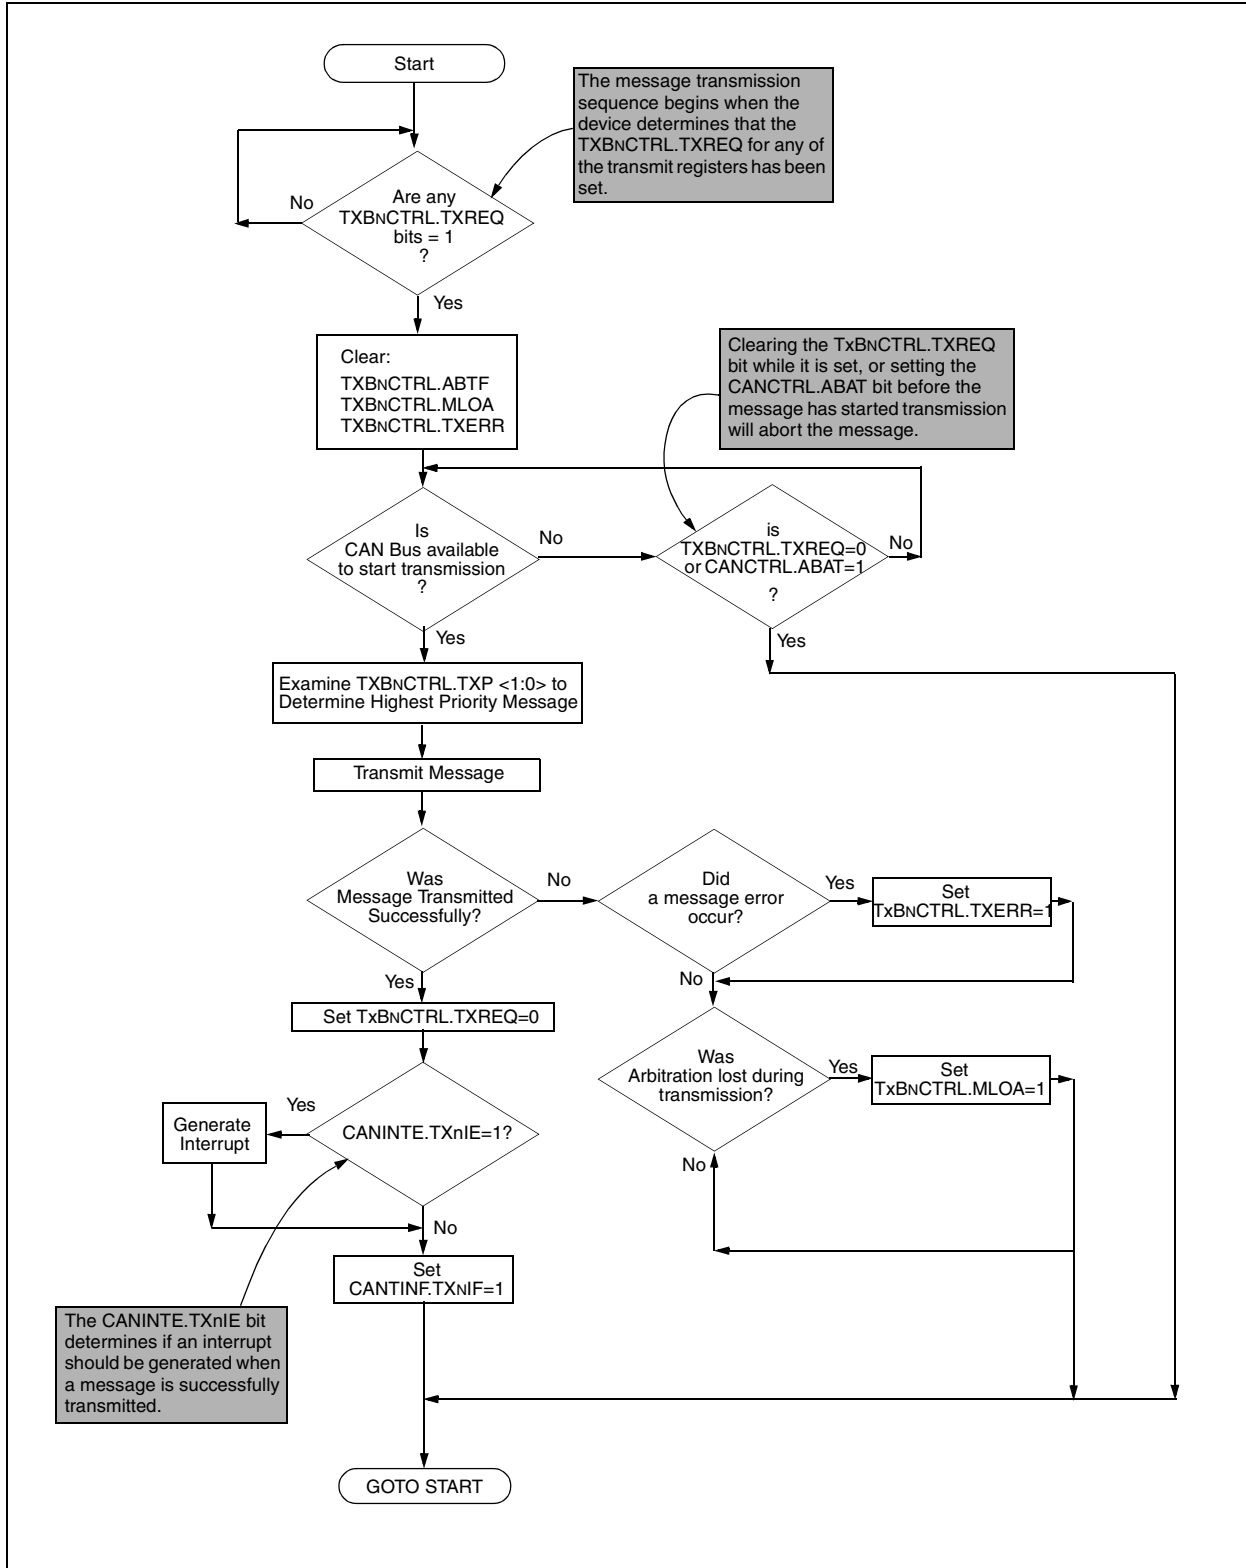 Start
The message transmission
sequence begins when the
device determines that the
TXBNCTRL.TXREQ for any of
the transmit registers has been
set.
No
Are any
TXBNCTRL.TXREQ
bits = 1
?
Yes
Clear:
TXBNCTRL.ABTF
TXBNCTRL.MLOA
TXBNCTRL.TXERR
Clearing the TxBNCTRL.TXREQ
bit while it is set, or setting the
CANCTRL.ABAT bit before the
message has started transmission
will abort the message.
Is
CAN Bus available
to start transmission
?
No
is
TXBNCTRL.TXREQ=0
or CANCTRL.ABAT=1
?
No
Yes
Yes
Examine TXBNCTRL.TXP <1:0> to
Determine Highest Priority Message
Transmit Message
Was
Message Transmitted
Successfully?
No
Did
a message error
occur?
Yes
Set
TxBNCTRL.TXERR=1
Yes
No
Set TxBNCTRL.TXREQ=0
Was
Arbitration lost during
transmission?
Yes
Set
TxBNCTRL.MLOA=1
No
Yes
Generate
Interrupt
CANINTE.TXnIE=1?
No
Set
CANTINF.TXNIF=1
The CANINTE.TXnIE bit
determines if an interrupt
should be generated when
a message is successfully
transmitted.
GOTO START